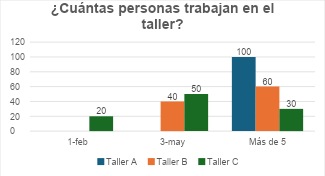 ¿Cuántas personas trabajan en el
taller?
120
100
80
60
40
20
0
20
40
50
100
60
30
1-feb
3-may
Más de 5
Taller A
Taller B
Taller C